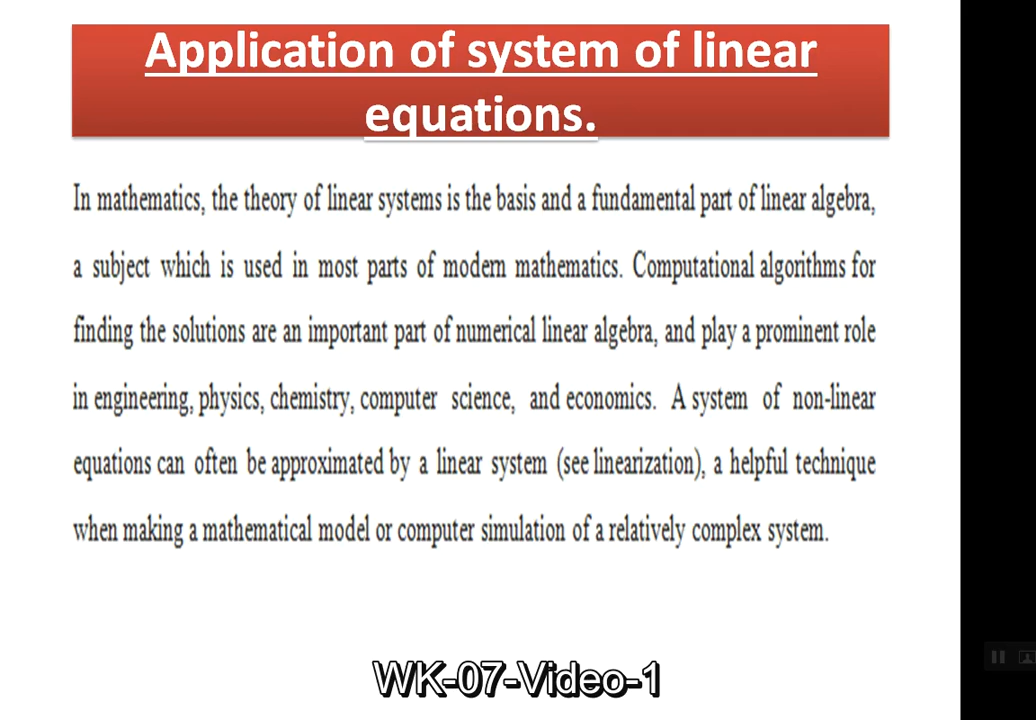 Application of system of linear
equations.
In mathematics, the theory of linear systems is the basis and a fundamental part of linear algebra,
a subject which is used in most parts of modern mathematics. Computational algorithms for
finding the solutions are an important part of numerical linear algebra, and play a prominent role
in engineering, physics, chemistry, computer science, and economics. A system of non-linear
equations can often be approximated by a linear system (see linearization), a helpful technique
when making a mathematical model or computer simulation of a relatively complex system.
WK-07-Video-1